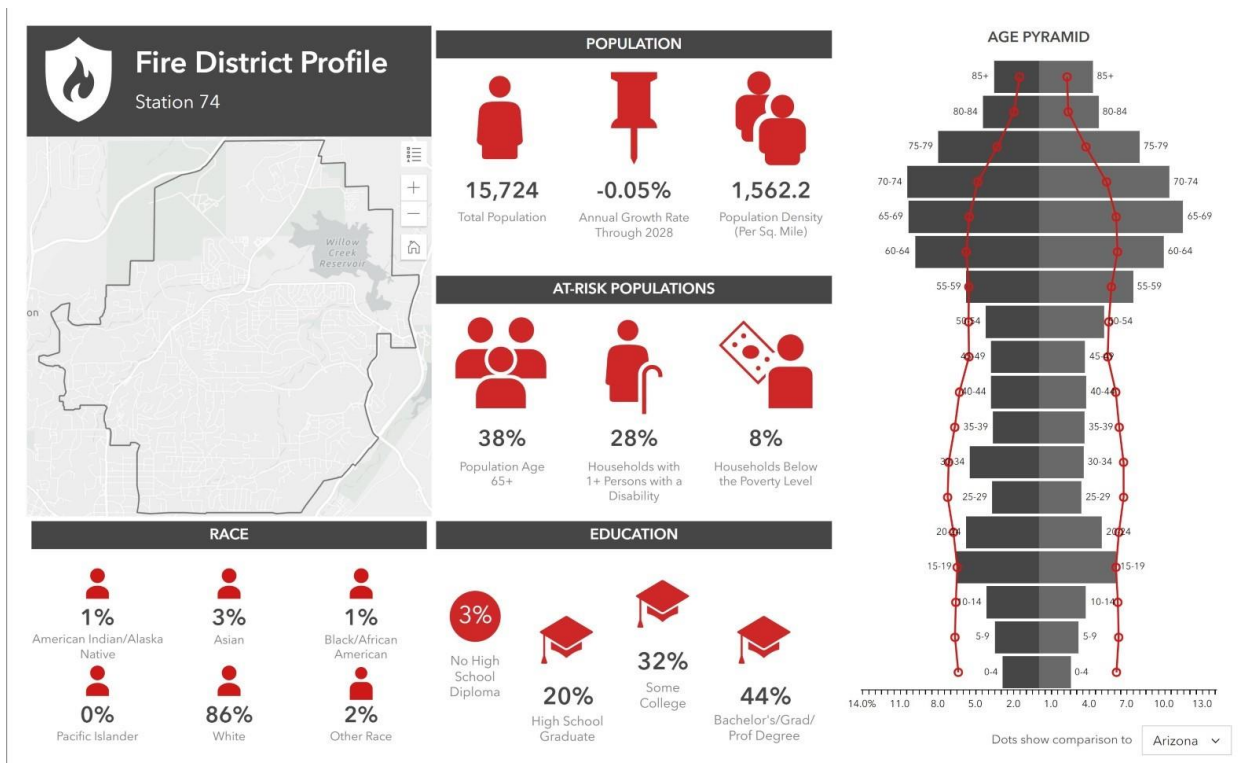 Fire District Profile
Station 74
Willow
Creek
Reservoir
on
POPULATION
15,724
Total Population
-0.05%
Annual Growth Rate
Through 2028
1,562.2
Population Density
(Per Sq. Mile)
AT-RISK POPULATIONS
38%
Population Age
65+
28%
Households with
1+ Persons with a
Disability
8%
Households Below
the Poverty Level
RACE
1%
American Indian/Alaska
Native
3%
Asian
1%
Black/African
American
0%
Pacific Islander
86%
White
2%
Other Race
EDUCATION
3%
No High
School
Diploma
20%
High School
Graduate
32%
Some
College
44%
Bachelor's/Grad/
Prof Degree
AGE PYRAMID
85+ 85+
80-84 80-84
75-79 75-79
70-74 70-74
65-69 65-69
60-64 60-64
55-59 55-59
50-54 50-54
45-49 45-49
40-44 40-44
35-39 35-39
30-34 30-34
25-29 25-29
20-24 20-24
15-19 15-19
10-14 10-14
5-9 5-9
0-4 0-4
14.0% 11.0 8.0 5.0 2.0 1.0 4.0 7.0 10.0 13.0
Dots show comparison to Arizona